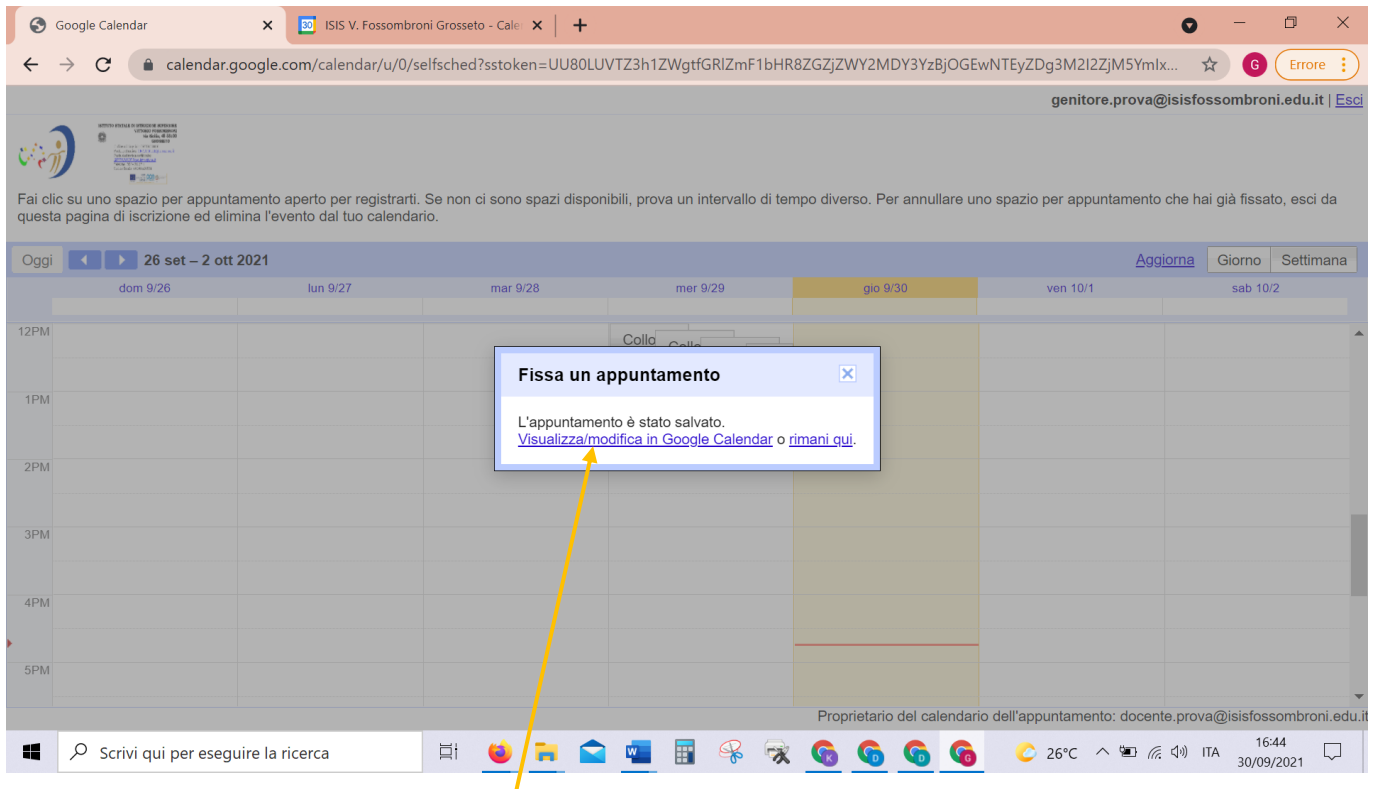 Google Calendar
30 ISIS V. Fossombroni Grosseto - Cale
calendar.google.com/calendar/u/0/selfsched?sstoken=UU80LUVTZ3h1ZWgtfGRlZmF1bHR8ZGZjZWY2MDY3YzBjOGEwNTEyZDg3M2I2ZjM5Ymlx...
G
Errore
genitore.prova@isisfossombroni.edu.it | Esci
Fai clic su uno spazio per appuntamento aperto per registrarti. Se non ci sono spazi disponibili, prova un intervallo di tempo diverso. Per annullare uno spazio per appuntamento che hai già fissato, esci da
questa pagina di iscrizione ed elimina l'evento dal tuo calendario.
Oggi 26 set – 2 ott 2021 Aggiorna Giorno Settimana
dom 9/26 lun 9/27 mar 9/28 mer 9/29 gio 9/30 ven 10/1 sab 10/2
12PM
Collo
Fissa un appuntamento
1PM
L'appuntamento è stato salvato.
Visualizza/modifica in Google Calendar o rimani qui.
2PM
3PM
4PM
5PM
Proprietario del calendario dell'appuntamento: docente.prova@isisfossombroni.edu.it
Scrivi qui per eseguire la ricerca
W
K
D
D
G
26°C
ITA
16:44
30/09/2021